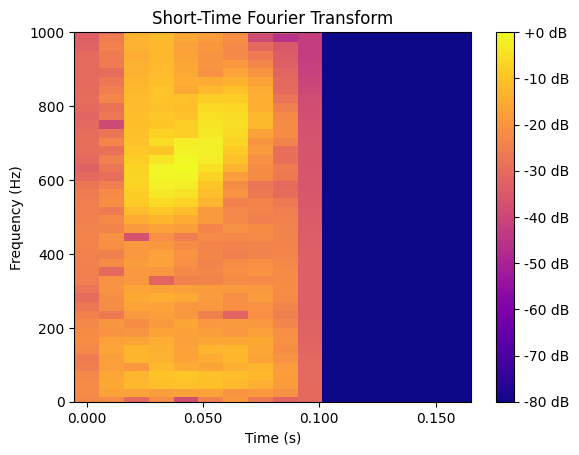 Short-Time Fourier Transform
Frequency (Hz)
1000
800
600
400
200
0
0.000
0.050
0.100
0.150
Time (s)
+0 dB
-10 dB
-20 dB
-30 dB
-40 dB
-50 dB
-60 dB
-70 dB
-80 dB